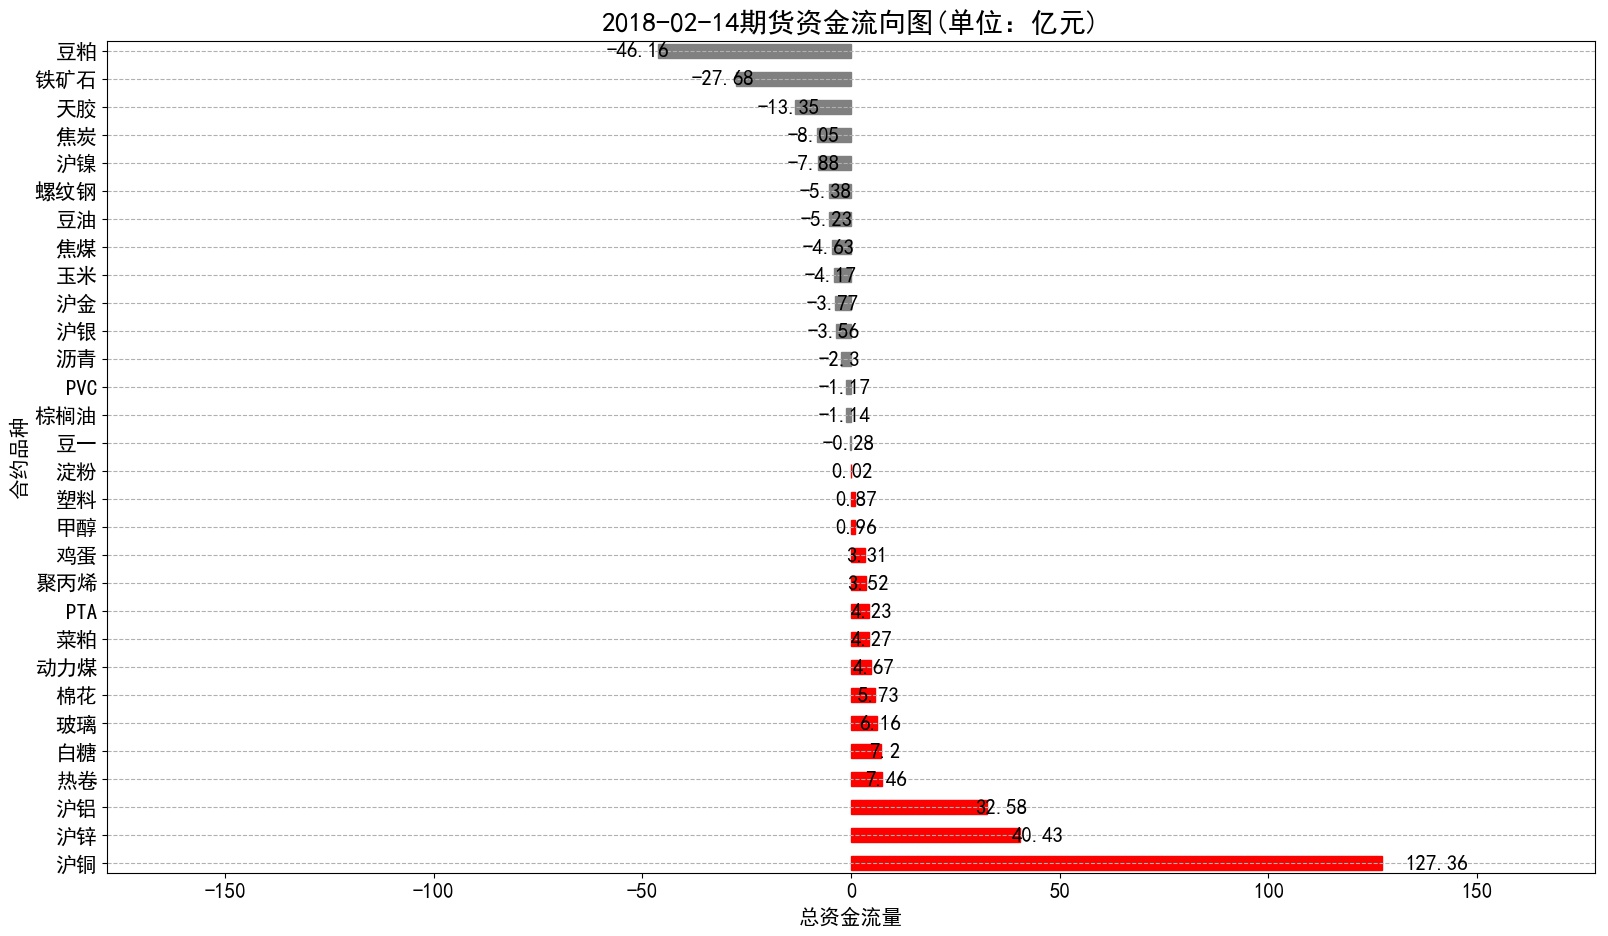 2018-02-14期货资金流向图(单位：亿元)
豆粕 -46.16
铁矿石 -27.68
天胶 -13.35
焦炭 -8.05
沪镍 -7.88
螺纹钢 -5.38
豆油 -5.23
焦煤 -4.63
玉米 -4.17
沪金 -3.77
沪银 -3.56
沥青 -2.3
PVC -1.17
棕榈油 -1.14
豆一 -0.28
淀粉 0.02
塑料 0.87
甲醇 0.96
鸡蛋 3.31
聚丙烯 3.52
PTA 4.23
菜粕 4.27
动力煤 4.67
棉花 5.73
玻璃 6.16
白糖 7.2
热卷 7.46
沪铝 32.58
沪锌 40.43
沪铜 127.36
合约品种
-150 -100 -50 0 50 100 150
总资金流量